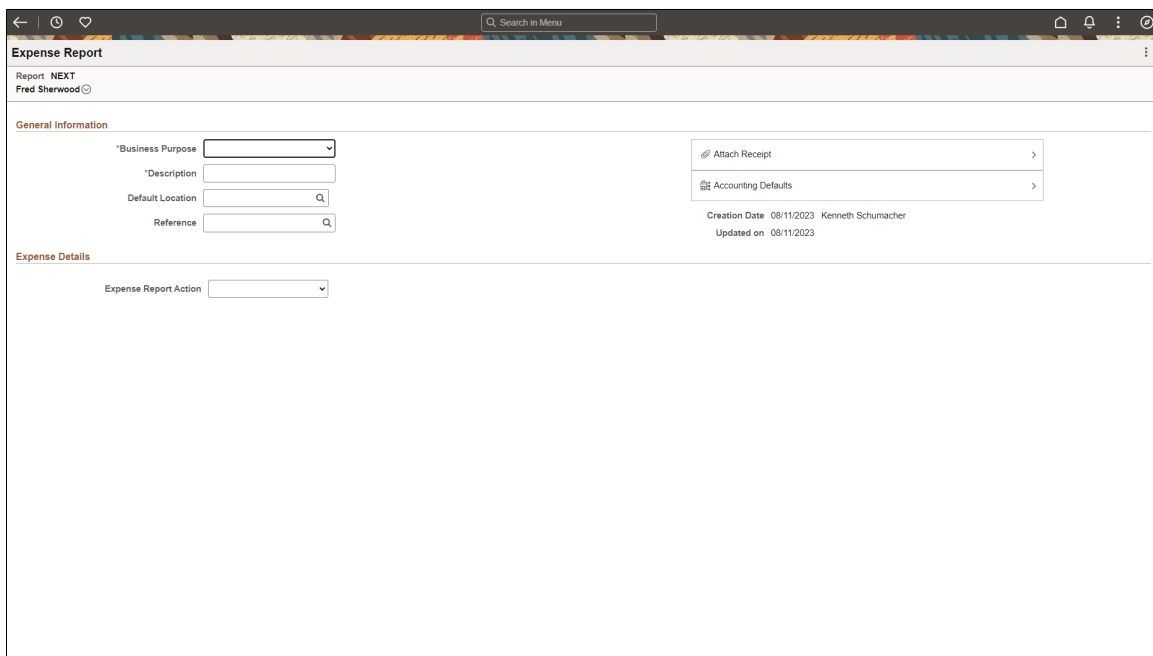 Search in Menu
Expense Report
Report NEXT
Fred Sherwood
General Information
*Business Purpose
*Description
Default Location
Reference
Attach Receipt
Accounting Defaults
Creation Date 08/11/2023 Kenneth Schumacher
Updated on 08/11/2023
Expense Details
Expense Report Action